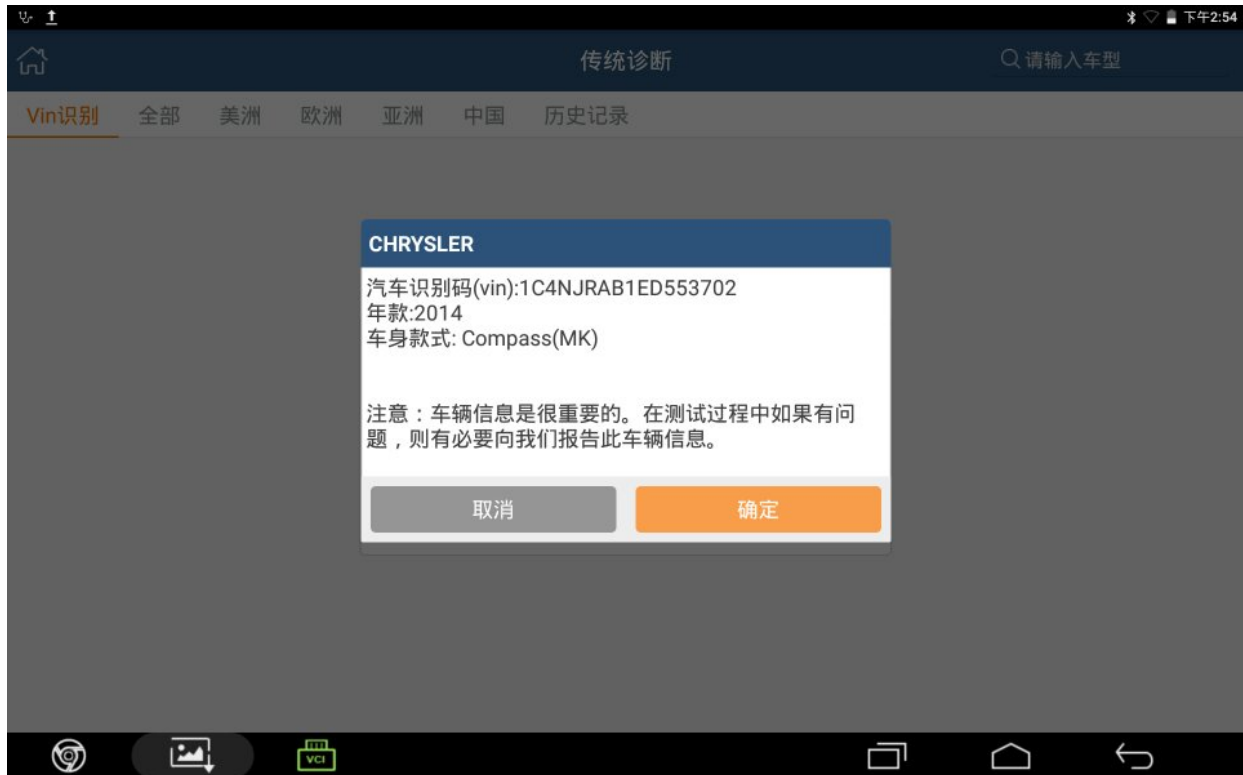 下午2:54
传统诊断
请输入车型
Vin识别 全部 美洲 欧洲 亚洲 中国 历史记录
CHRYSLER
汽车识别码(vin):1C4NJRAB1ED553702
年款:2014
车身款式: Compass(MK)
注意：车辆信息是很重要的。在测试过程中如果有问
题，则有必要向我们报告此车辆信息。
取消 确定
VCI